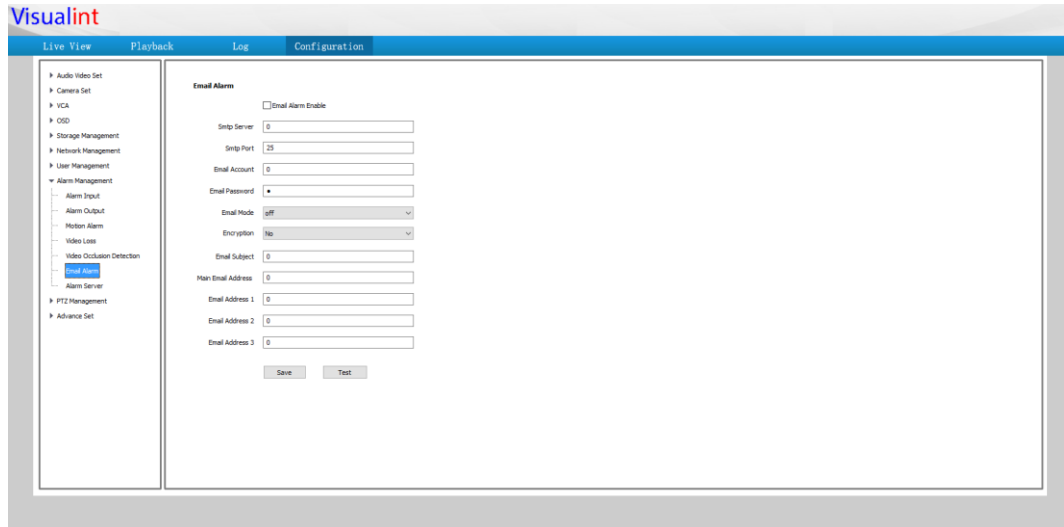 Visualint
Live View Playback Log Configuration
Audio Video Set
Camera Set
VCA
OSD
Storage Management
Network Management
User Management
Alarm Management
Alarm Input
Alarm Output
Motion Alarm
Video Loss
Video Occlusion Detection
Email Alarm
Alarm Server
PTZ Management
Advance Set
Email Alarm
Email Alarm Enable
Smtp Server 0
Smtp Port 25
Email Account 0
Email Password •
Email Mode off
Encryption No
Email Subject 0
Main Email Address 0
Email Address 1 0
Email Address 2 0
Email Address 3 0
Save Test